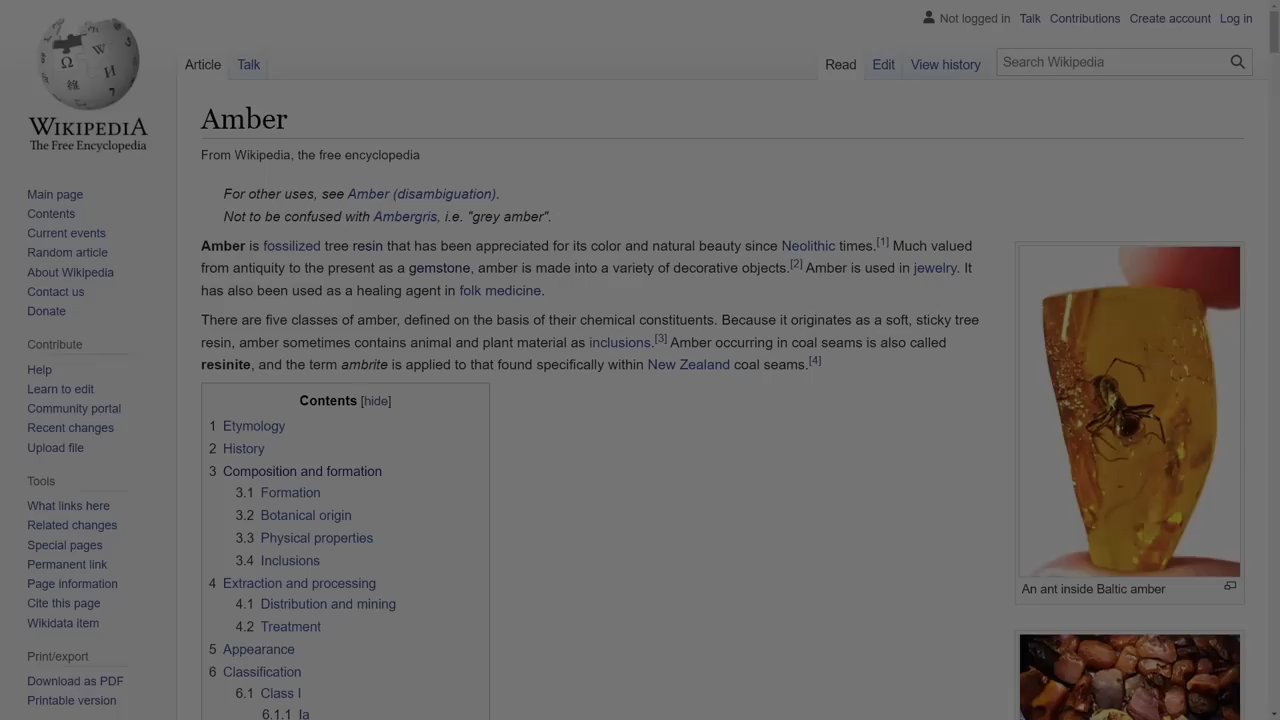 Not logged in Talk Contributions Create account Log in
Article Talk Read Edit View history Search Wikipedia
WIKIPEDIA
The Free Encyclopedia
Main page
Contents
Current events
Random article
About Wikipedia
Contact us
Donate
Contribute
Help
Learn to edit
Community portal
Recent changes
Upload file
Tools
What links here
Related changes
Special pages
Permanent link
Page information
Cite this page
Wikidata item
Print/export
Download as PDF
Printable version
Amber
From Wikipedia, the free encyclopedia
For other uses, see Amber (disambiguation).
Not to be confused with Ambergris, i.e. "grey amber".
Amber is fossilized tree resin that has been appreciated for its color and natural beauty since Neolithic times.[1] Much valued
from antiquity to the present as a gemstone, amber is made into a variety of decorative objects.[2] Amber is used in jewelry. It
has also been used as a healing agent in folk medicine.
There are five classes of amber, defined on the basis of their chemical constituents. Because it originates as a soft, sticky tree
resin, amber sometimes contains animal and plant material as inclusions.[3] Amber occurring in coal seams is also called
resinite, and the term ambrite is applied to that found specifically within New Zealand coal seams.[4]
Contents [hide]
1 Etymology
2 History
3 Composition and formation
3.1 Formation
3.2 Botanical origin
3.3 Physical properties
3.4 Inclusions
4 Extraction and processing
4.1 Distribution and mining
4.2 Treatment
5 Appearance
6 Classification
6.1 Class I
6.1.1 Ia
An ant inside Baltic amber